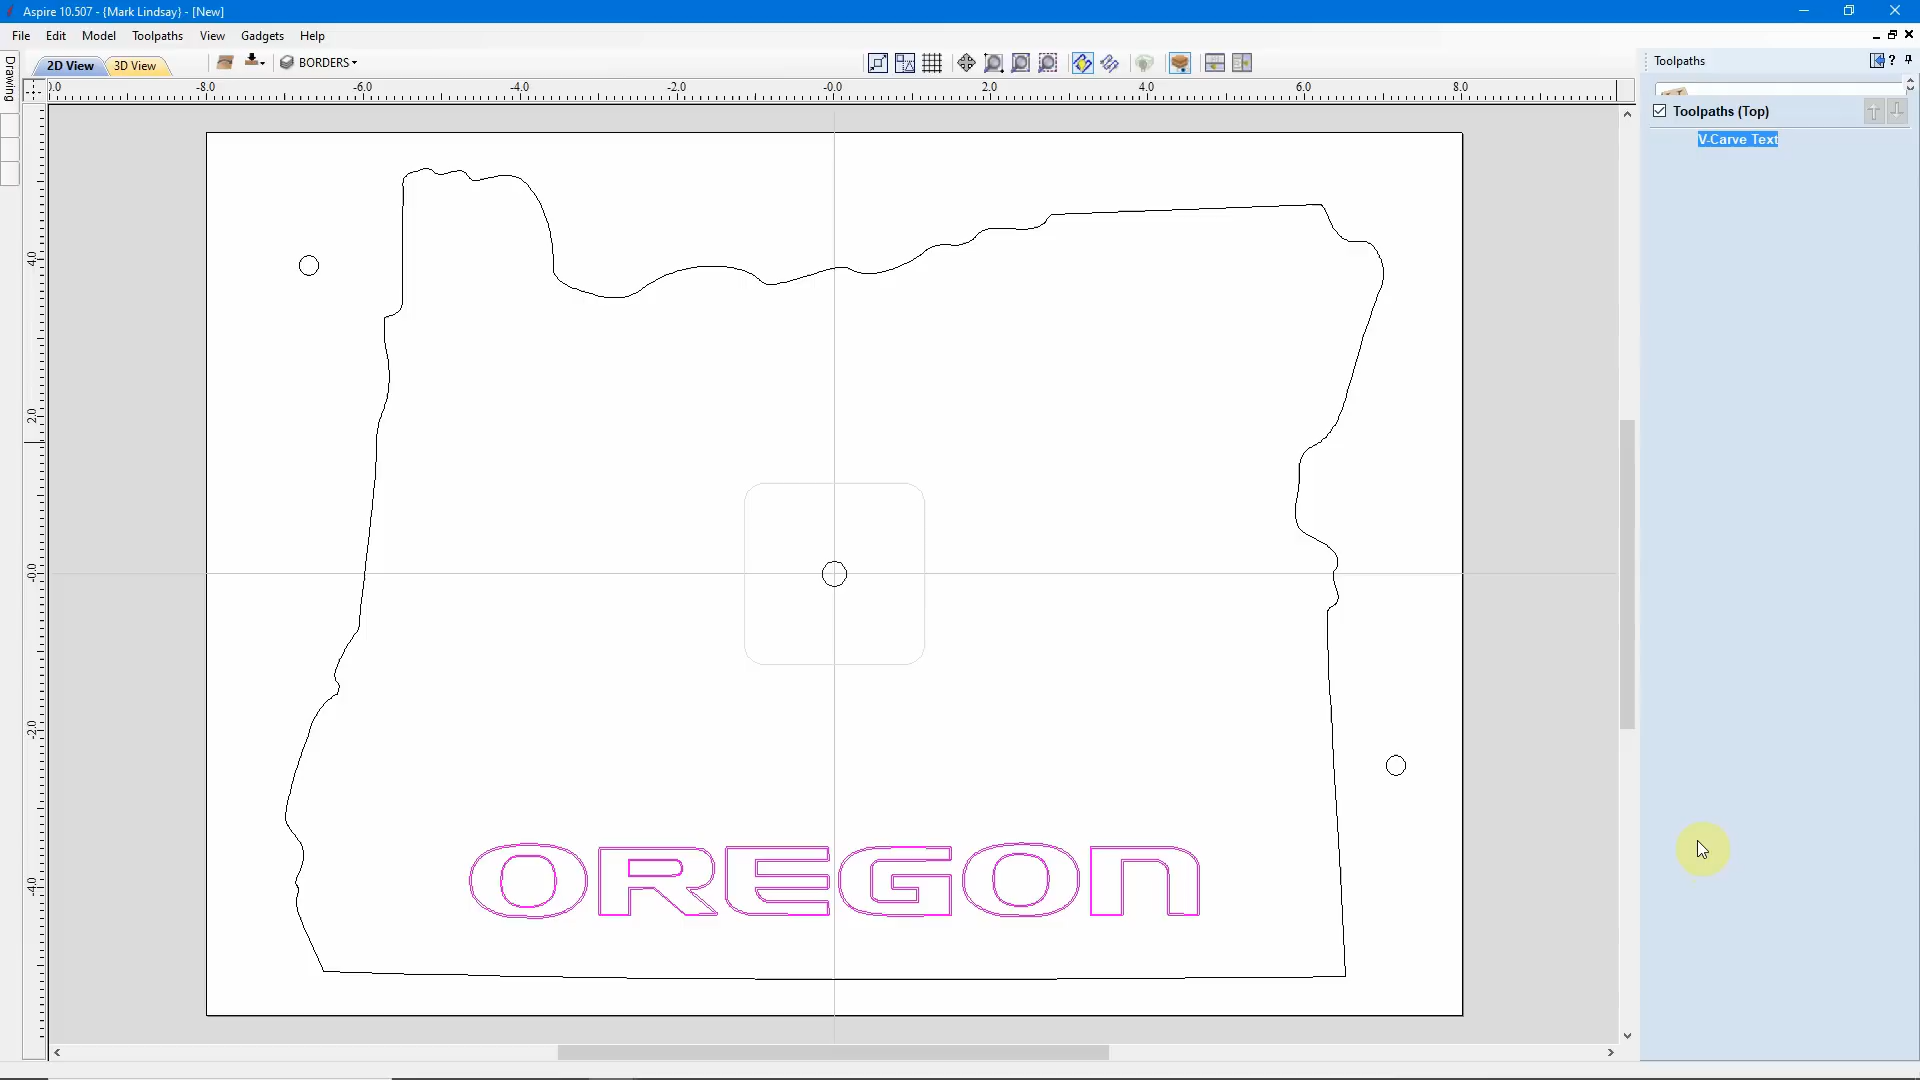 Aspire 10.507 - {Mark Lindsay} - [New]
File Edit Model Toolpaths View Gadgets Help
Drawing
2D View 3D View BORDERS
Toolpaths ?
0.0 -8.0 -6.0 -4.0 -2.0 -0.0 2.0 4.0 6.0 8.0
Toolpaths (Top)
V-Carve Text
4.0
2.0
-0.0
-2.0
-4.0
OREGON